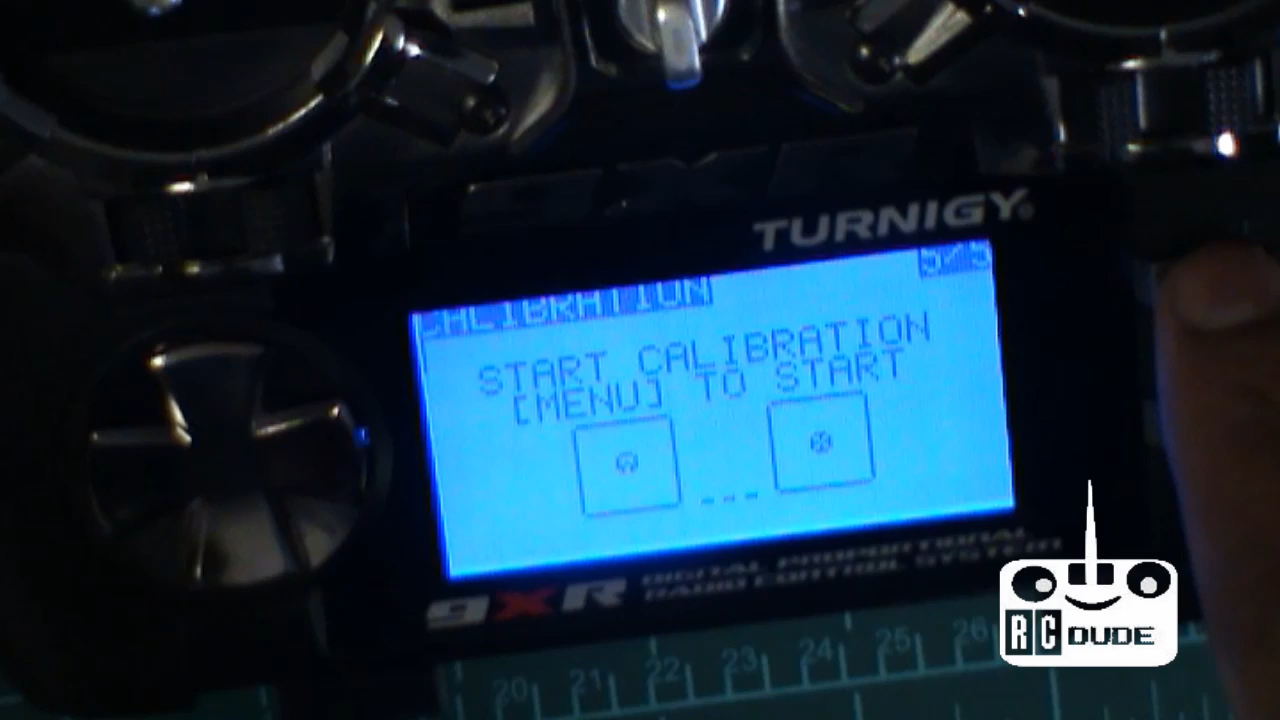 TURNIGY
CALIBRATION
START CALIBRATION
[MENU] TO START
9XR
DIGITAL PROPORTIONAL
RADIO CONTROL SYSTEM
20 21 22 23 24 25 26
RC DUDE